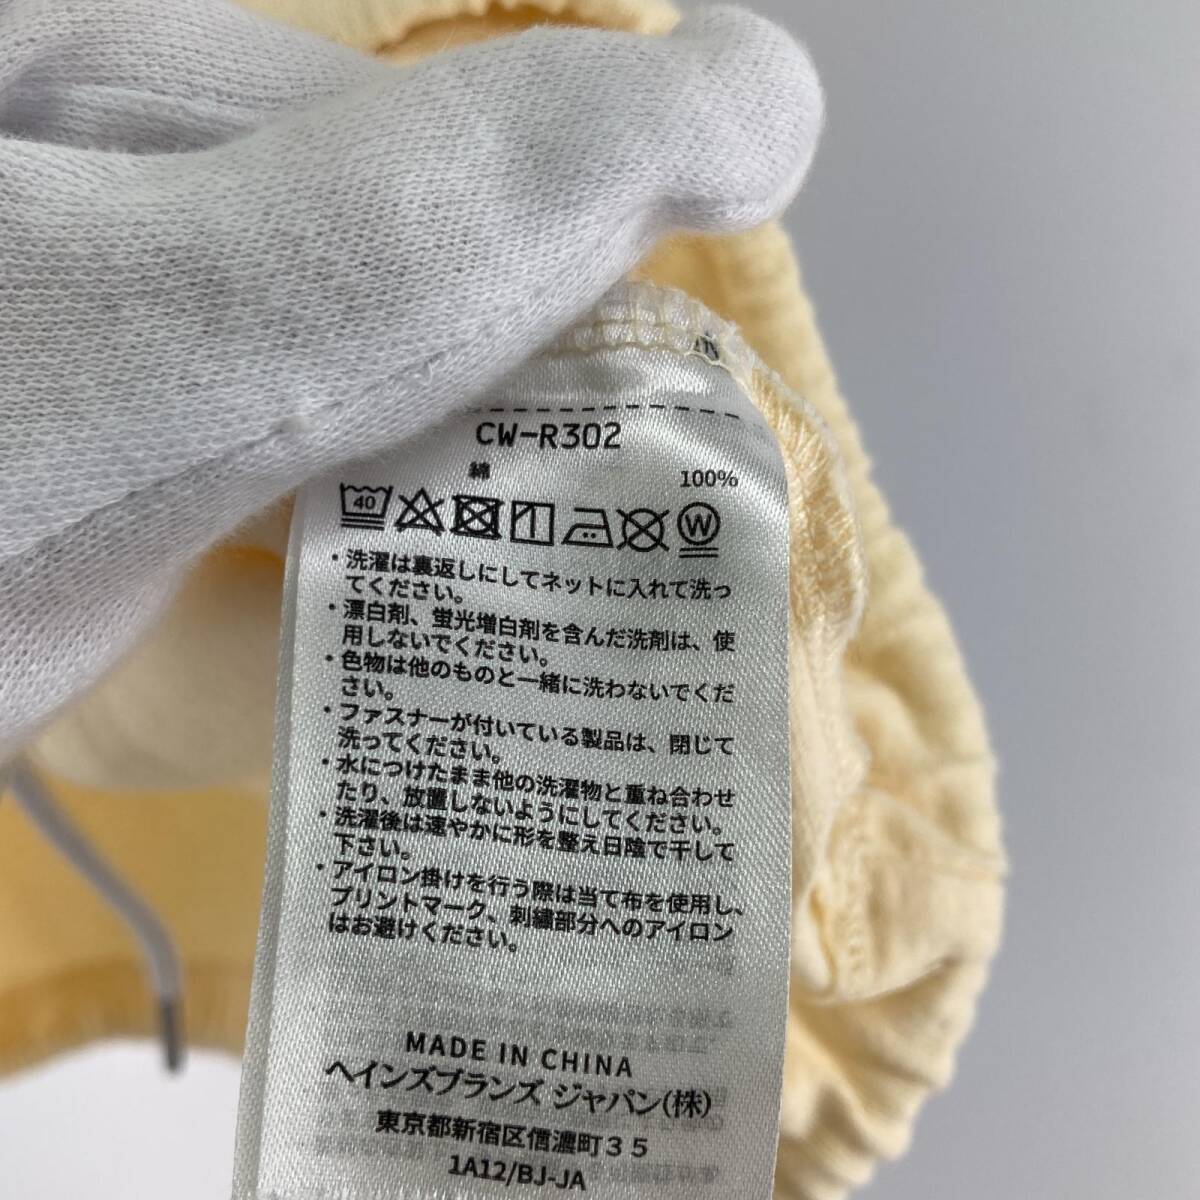 CW-R302
綿 100%
40 W
・洗濯は裏返しにしてネットに入れて洗っ
てください。
・漂白剤、蛍光増白剤を含んだ洗剤は、使
用しないでください。
・色物は他のものと一緒に洗わないでくだ
さい。
・ファスナーが付いている製品は、閉じて
洗ってください。
・水につけたまま他の洗濯物と重ね合わせ
たり、放置しないようにしてください。
・洗濯後は速やかに形を整え日陰で干して
下さい。
・アイロン掛けを行う際は当て布を使用し、
プリントマーク、刺繍部分へのアイロン
はお避けください。
MADE IN CHINA
ヘインズブランズ ジャパン(株)
東京都新宿区信濃町35
1A12/BJ-JA